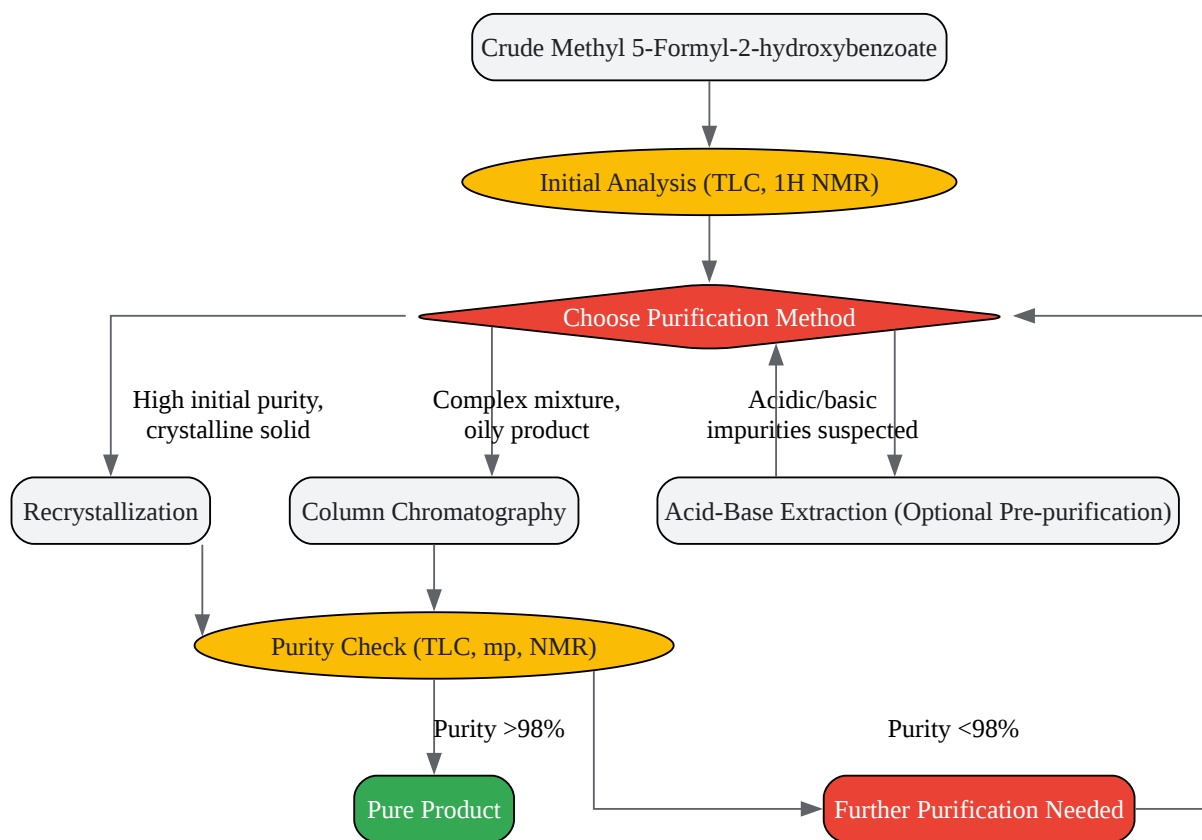 Crude Methyl 5-Formyl-2-hydroxybenzoate
Initial Analysis (TLC, 1H NMR)
Choose Purification Method
High initial purity,
crystalline solid
Complex mixture,
oily product
Acidic/basic
impurities suspected
Recrystallization
Column Chromatography
Acid-Base Extraction (Optional Pre-purification)
Purity Check (TLC, mp, NMR)
Purity >98%
Purity <98%
Pure Product
Further Purification Needed